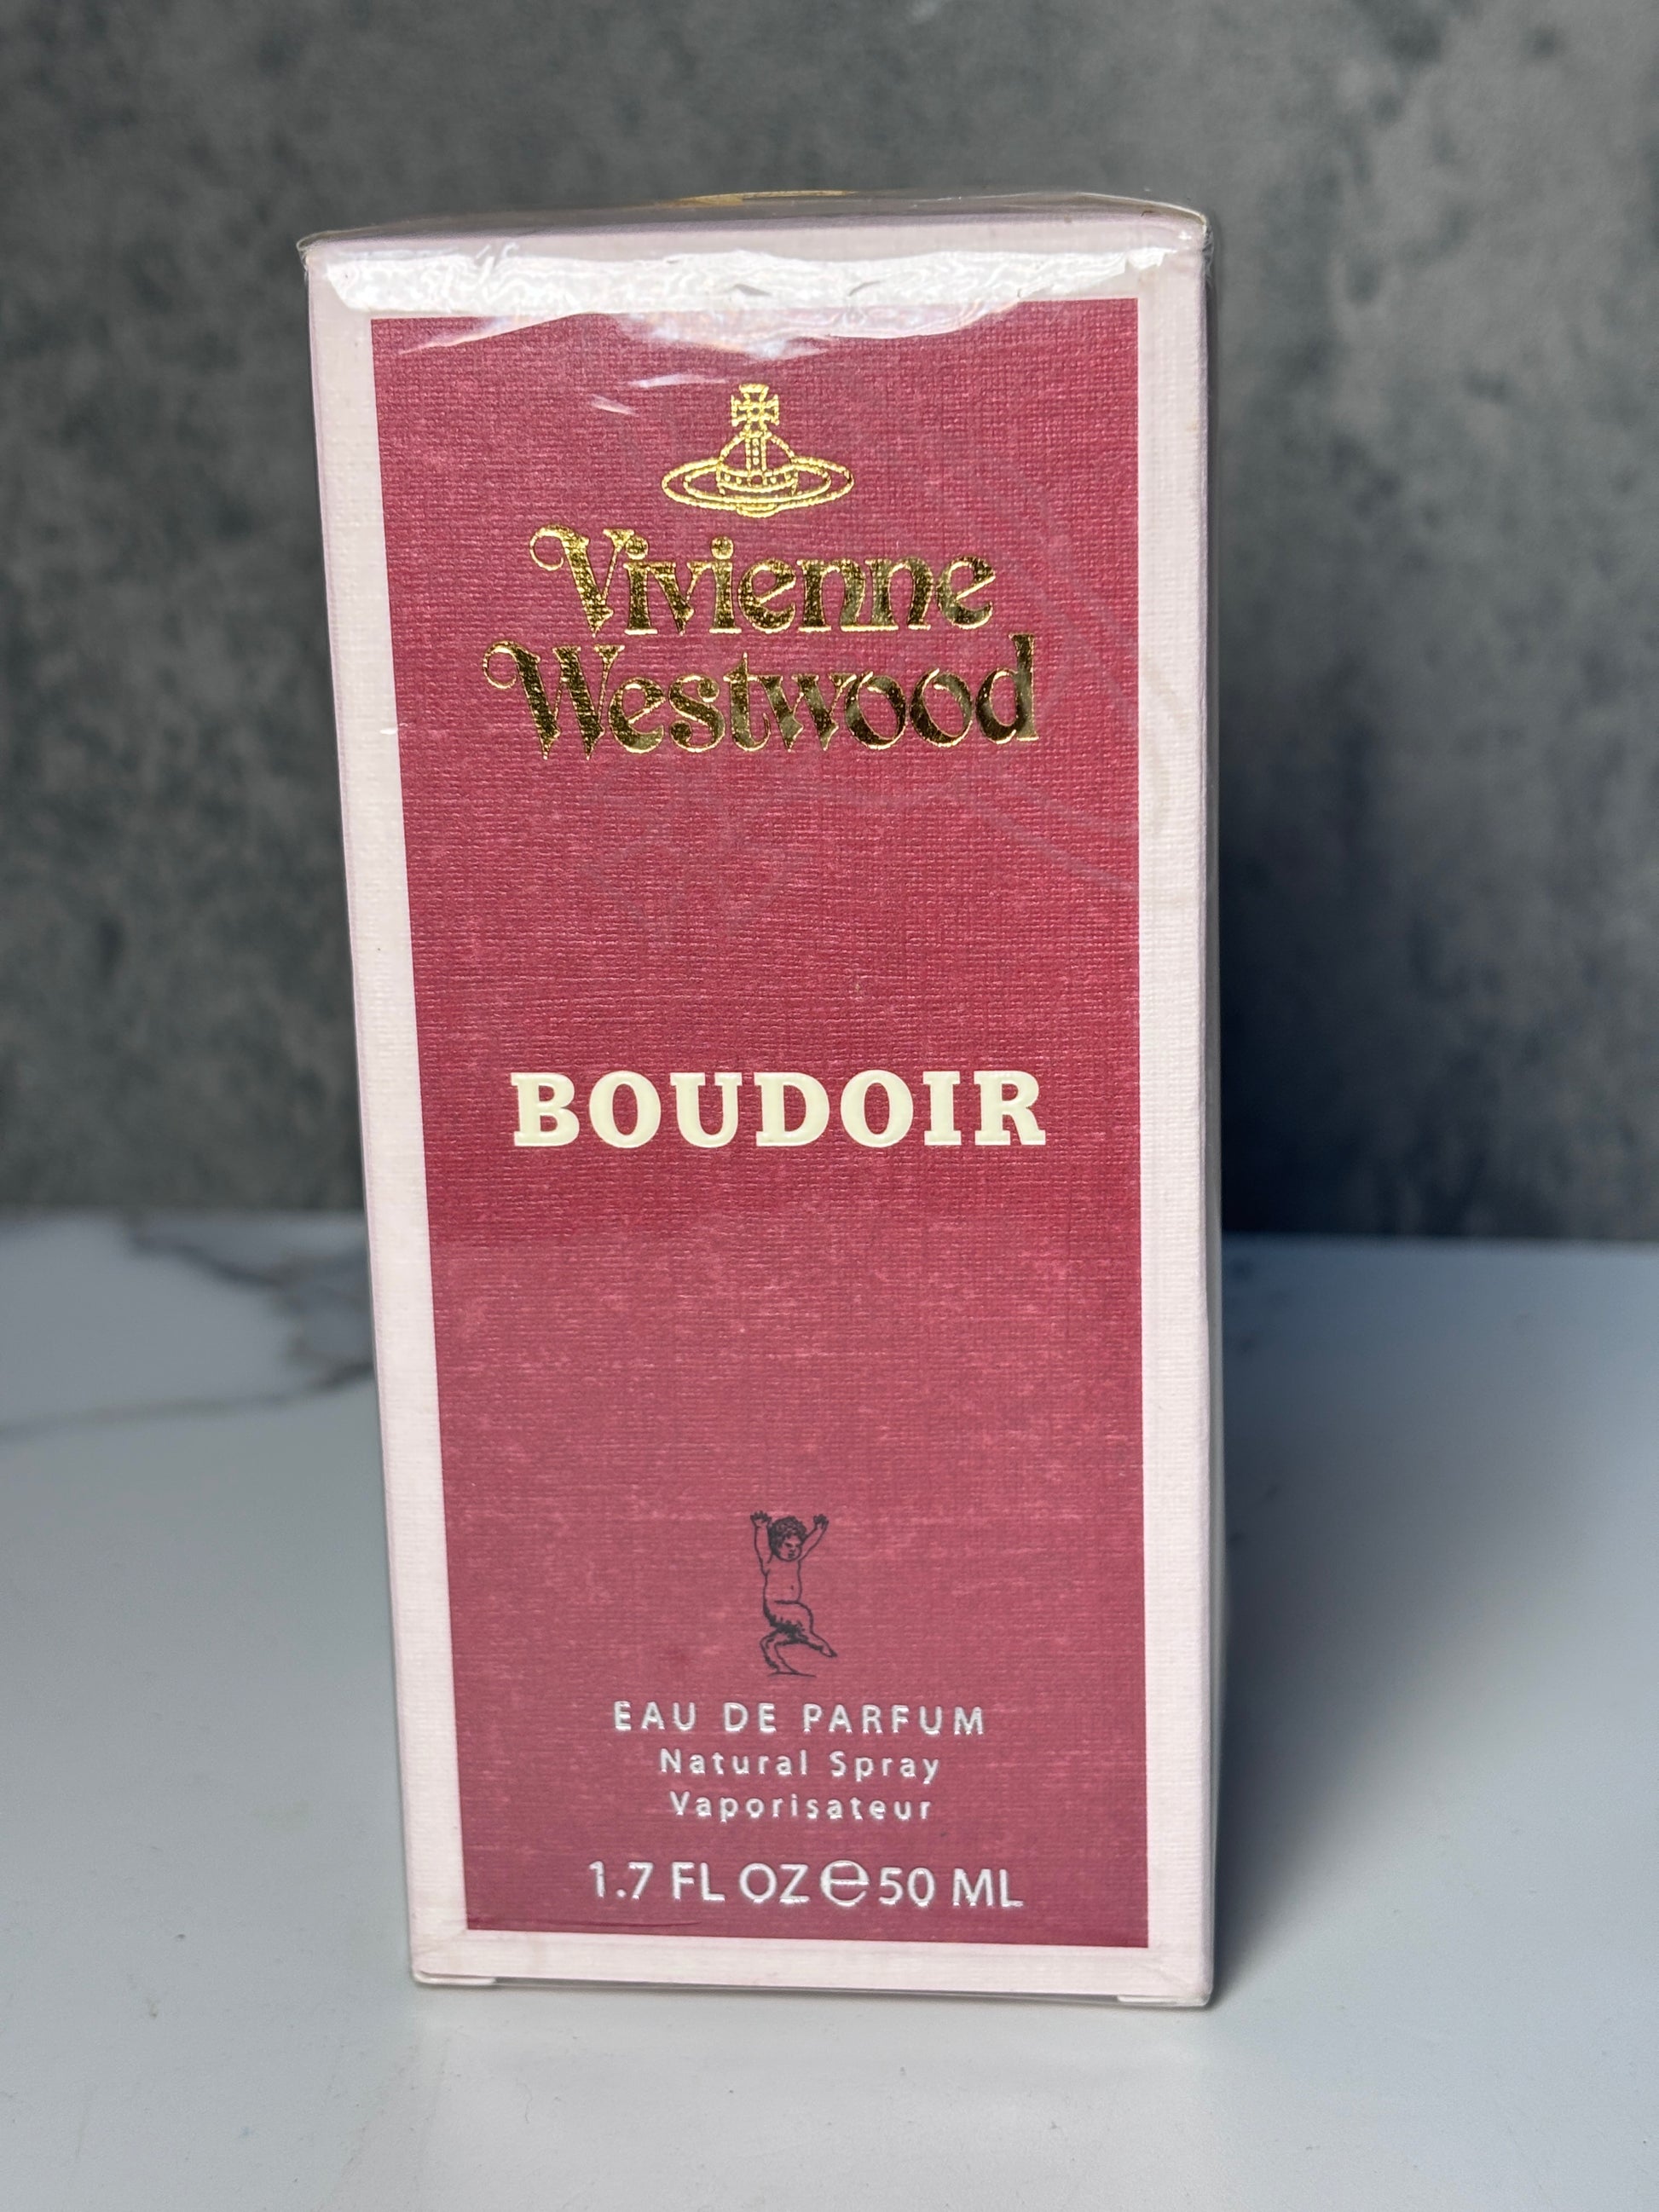 Vivienne
Westwood
BOUDOIR
EAU DE PARFUM
Natural Spray
Vaporisateur
1.7 FL OZ ℮ 50 ML